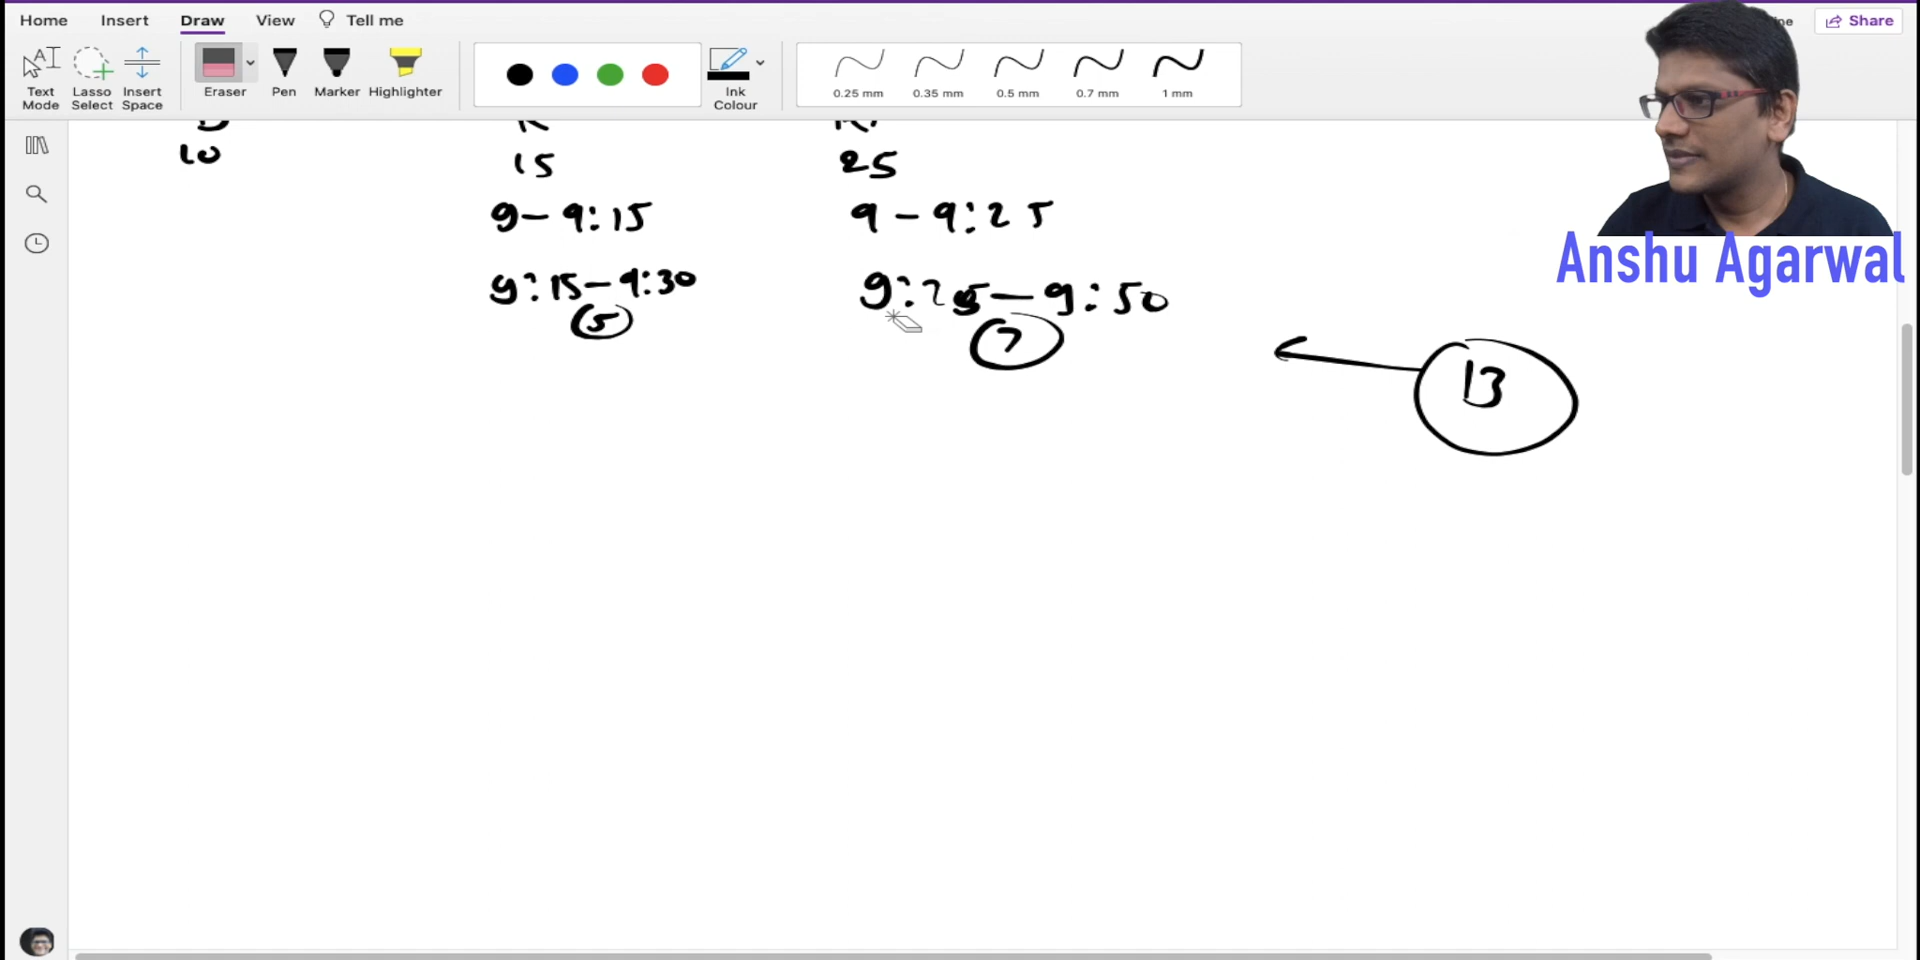 Home Insert Draw View Tell me
Share
Text Mode
Lasso Select
Insert Space
Eraser
Pen
Marker
Highlighter
Ink Colour
0.25 mm
0.35 mm
0.5 mm
0.7 mm
1 mm
10 15 25
9 – 9:15 9 – 9:25
9:15 – 9:30 9:25 – 9:50
5 7
13
Anshu Agarwal